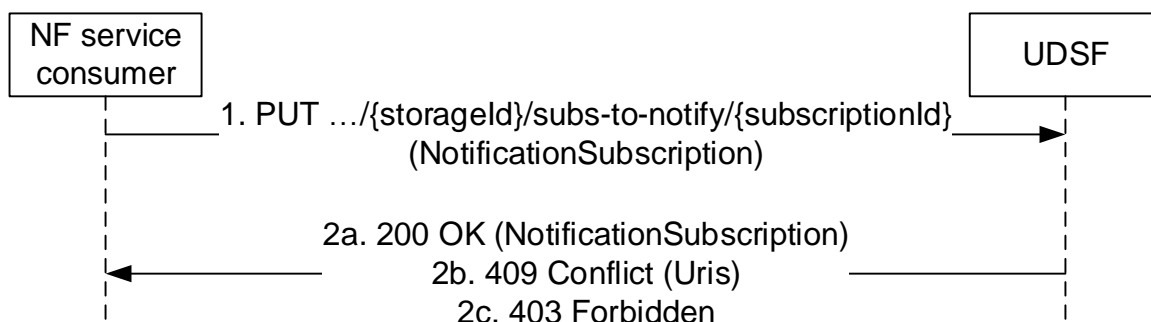 NF service
consumer
UDSF
1. PUT …/{storageId}/subs-to-notify/{subscriptionId}
(NotificationSubscription)
2a. 200 OK (NotificationSubscription)
2b. 409 Conflict (Uris)
2c. 403 Forbidden